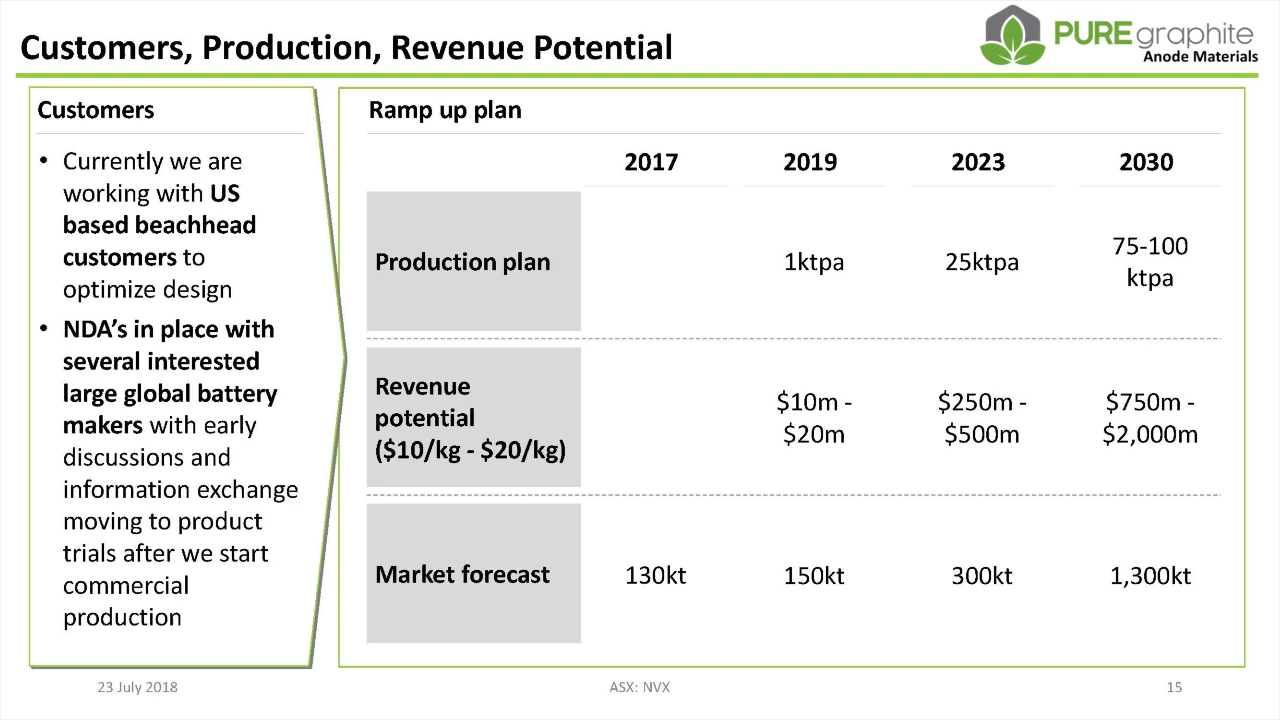 Customers, Production, Revenue Potential
PUREgraphite
Anode Materials
Customers
• Currently we are
working with US
based beachhead
customers to
optimize design
• NDA’s in place with
several interested
large global battery
makers with early
discussions and
information exchange
moving to product
trials after we start
commercial
production
Ramp up plan
2017 2019 2023 2030
Production plan 1ktpa 25ktpa 75-100
ktpa
Revenue
potential
($10/kg - $20/kg)
$10m -
$20m
$250m -
$500m
$750m -
$2,000m
Market forecast 130kt 150kt 300kt 1,300kt
23 July 2018 ASX: NVX 15